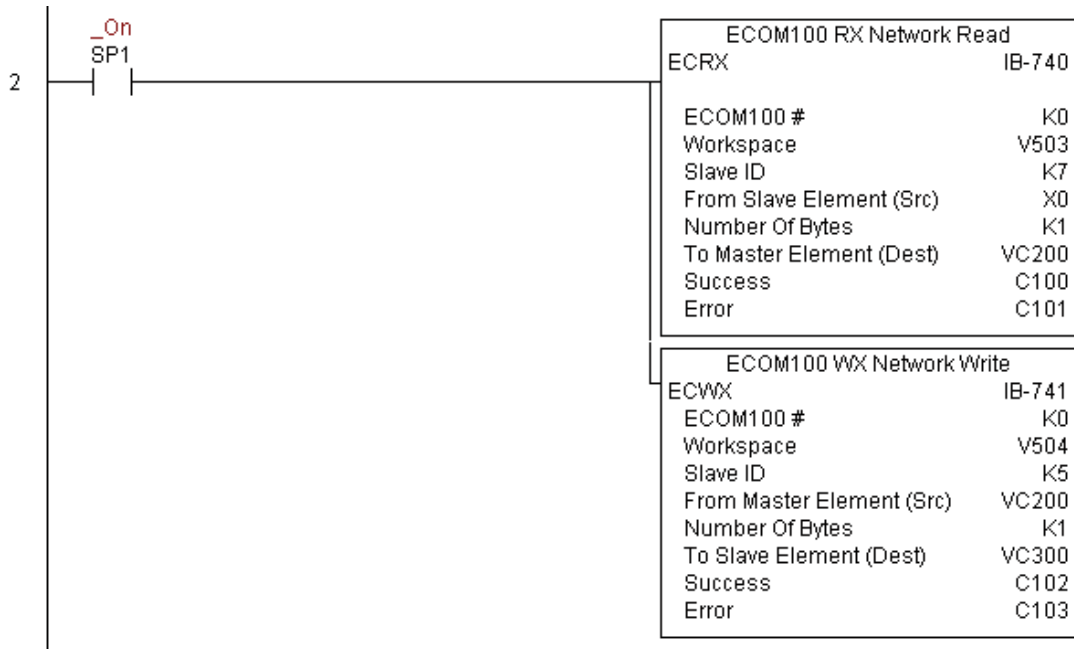 _On
SP1
2
ECOM100 RX Network Read
ECRX IB-740
ECOM100 # K0
Workspace V503
Slave ID K7
From Slave Element (Src) X0
Number Of Bytes K1
To Master Element (Dest) VC200
Success C100
Error C101
ECOM100 WX Network Write
ECWX IB-741
ECOM100 # K0
Workspace V504
Slave ID K5
From Master Element (Src) VC200
Number Of Bytes K1
To Slave Element (Dest) VC300
Success C102
Error C103